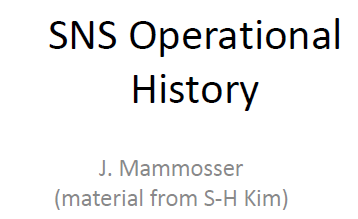 SNS Operational
History
J. Mammosser
(material from S-H Kim)